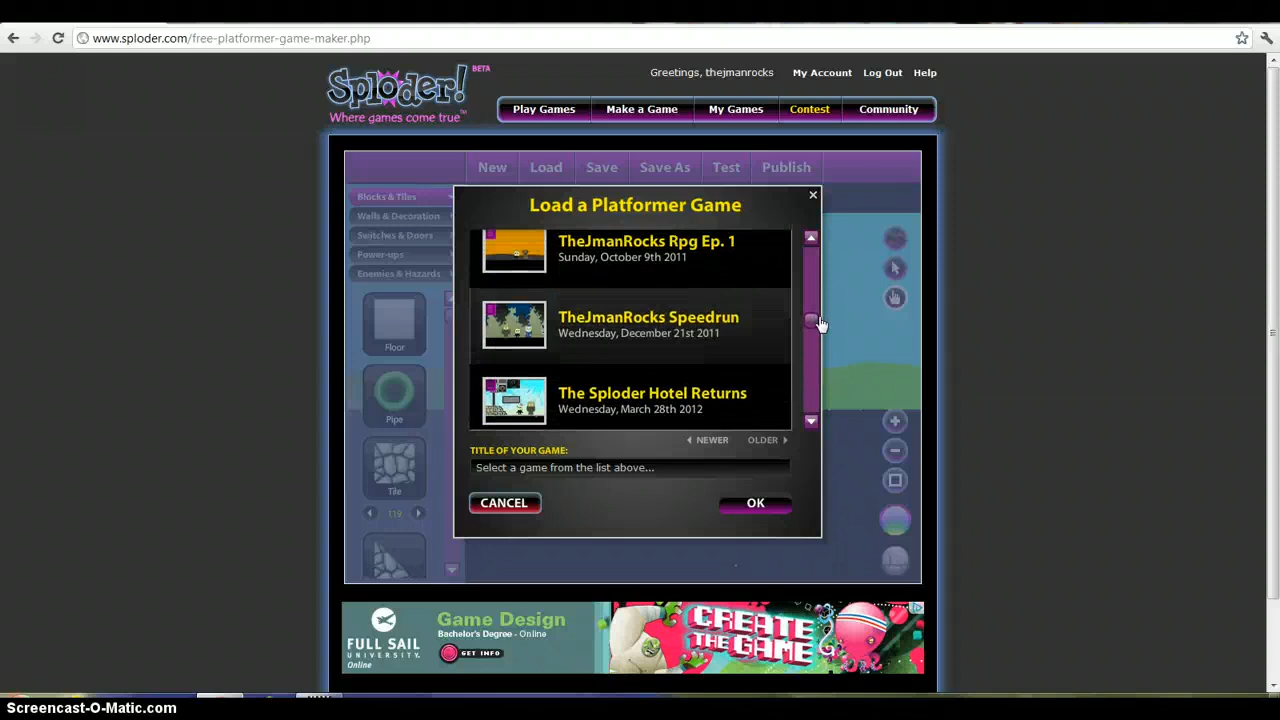 www.sploder.com/free-platformer-game-maker.php
Sploder!
BETA
Where games come true™
Greetings, thejmanrocks
My Account
Log Out
Help
Play Games
Make a Game
My Games
Contest
Community
New
Load
Save
Save As
Test
Publish
Blocks & Tiles
Walls & Decoration
Switches & Doors
Power-ups
Enemies & Hazards
Floor
Pipe
Tile
119
Load a Platformer Game
TheJmanRocks Rpg Ep. 1
Sunday, October 9th 2011
TheJmanRocks Speedrun
Wednesday, December 21st 2011
The Sploder Hotel Returns
Wednesday, March 28th 2012
NEWER
OLDER
TITLE OF YOUR GAME:
Select a game from the list above...
CANCEL
OK
FULL SAIL
UNIVERSITY.
Online
Game Design
Bachelor's Degree - Online
GET INFO
CREATE
THE GAME
Screencast-O-Matic.com